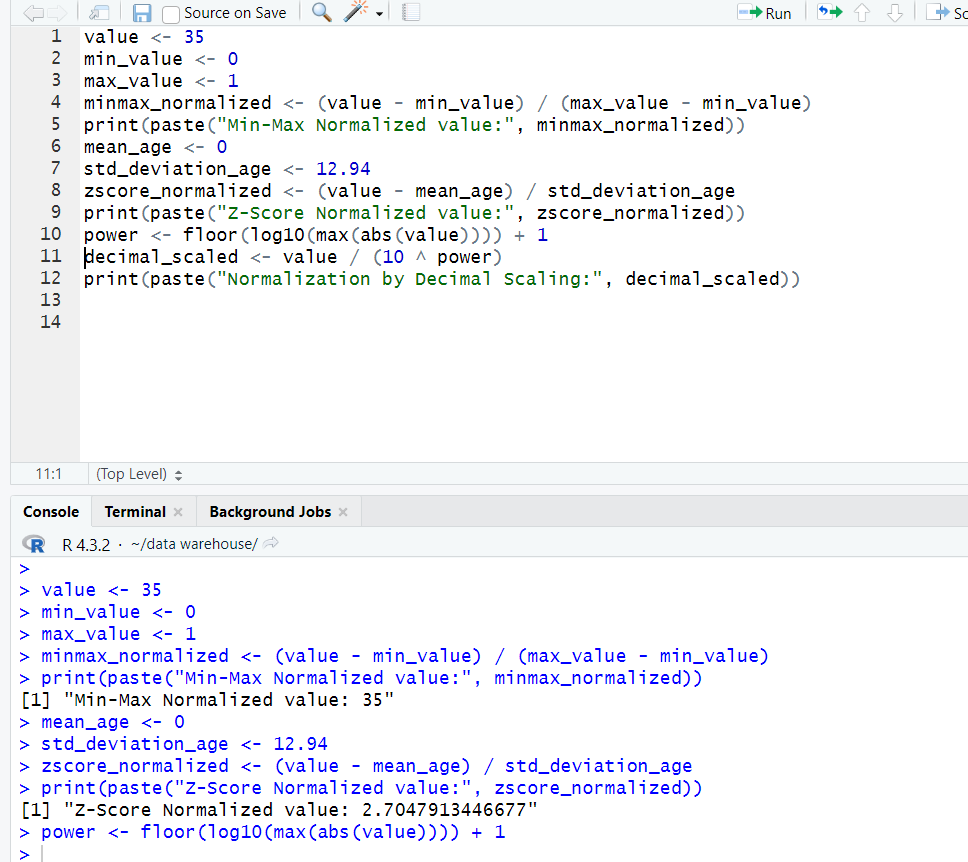 Source on Save
Run
Sc
1 value <- 35
2 min_value <- 0
3 max_value <- 1
4 minmax_normalized <- (value - min_value) / (max_value - min_value)
5 print(paste("Min-Max Normalized value:", minmax_normalized))
6 mean_age <- 0
7 std_deviation_age <- 12.94
8 zscore_normalized <- (value - mean_age) / std_deviation_age
9 print(paste("Z-Score Normalized value:", zscore_normalized))
10 power <- floor(log10(max(abs(value)))) + 1
11 decimal_scaled <- value / (10 ^ power)
12 print(paste("Normalization by Decimal Scaling:", decimal_scaled))
13
14
11:1 (Top Level)
Console Terminal Background Jobs
R R 4.3.2 · ~/data warehouse/
>
> value <- 35
> min_value <- 0
> max_value <- 1
> minmax_normalized <- (value - min_value) / (max_value - min_value)
> print(paste("Min-Max Normalized value:", minmax_normalized))
[1] "Min-Max Normalized value: 35"
> mean_age <- 0
> std_deviation_age <- 12.94
> zscore_normalized <- (value - mean_age) / std_deviation_age
> print(paste("Z-Score Normalized value:", zscore_normalized))
[1] "Z-Score Normalized value: 2.7047913446677"
> power <- floor(log10(max(abs(value)))) + 1
>